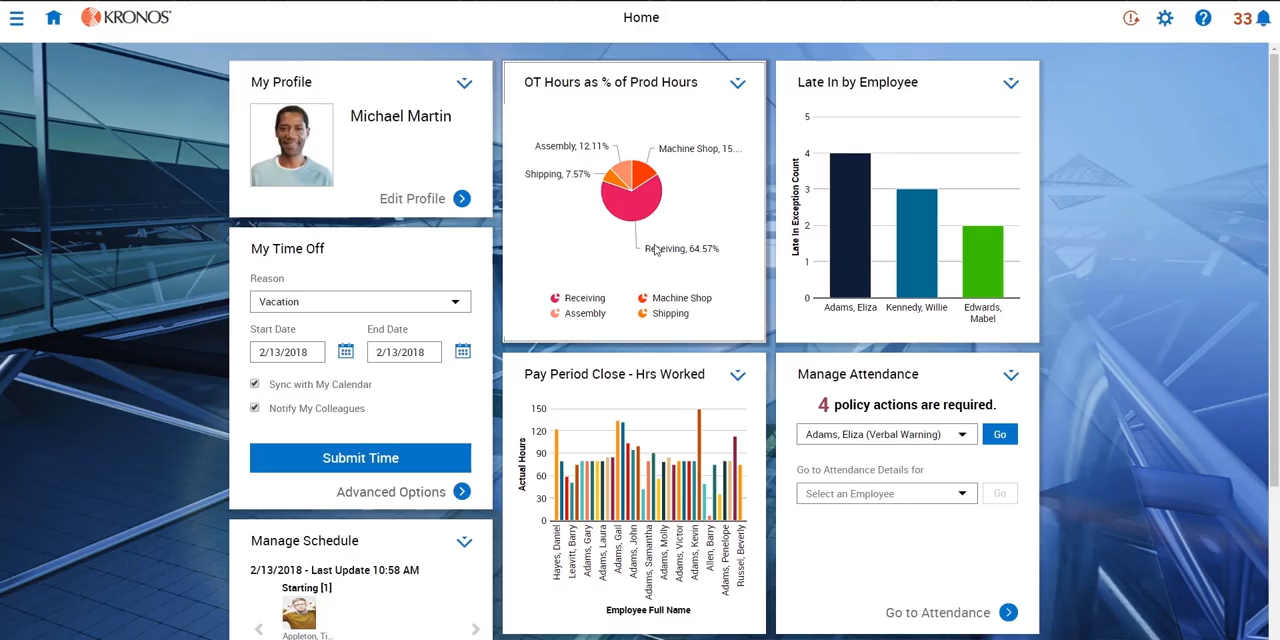 KRONOS
Home
33
My Profile
Michael Martin
Edit Profile
My Time Off
Reason
Vacation
Start Date
End Date
2/13/2018
2/13/2018
Sync with My Calendar
Notify My Colleagues
Submit Time
Advanced Options
Manage Schedule
2/13/2018 - Last Update 10:58 AM
Starting [1]
Appleton, Ti...
OT Hours as % of Prod Hours
Assembly, 12.11%
Machine Shop, 15....
Shipping, 7.57%
Receiving, 64.57%
Receiving
Machine Shop
Assembly
Shipping
Pay Period Close - Hrs Worked
Actual Hours
150
120
90
60
30
0
Hayes, Daniel
Leavitt, Barry
Adams, Gary
Adams, Laura
Adams, Gail
Adams, John
Adams, Samantha
Adams, Molly
Adams, Victor
Adams, Kevin
Allen, Barry
Adams, Penelope
Russel, Beverly
Employee Full Name
Late In by Employee
Late In Exception Count
5
4
3
2
1
0
Adams, Eliza
Kennedy, Willie
Edwards,
Mabel
Manage Attendance
4 policy actions are required.
Adams, Eliza (Verbal Warning)
Go
Go to Attendance Details for
Select an Employee
Go
Go to Attendance